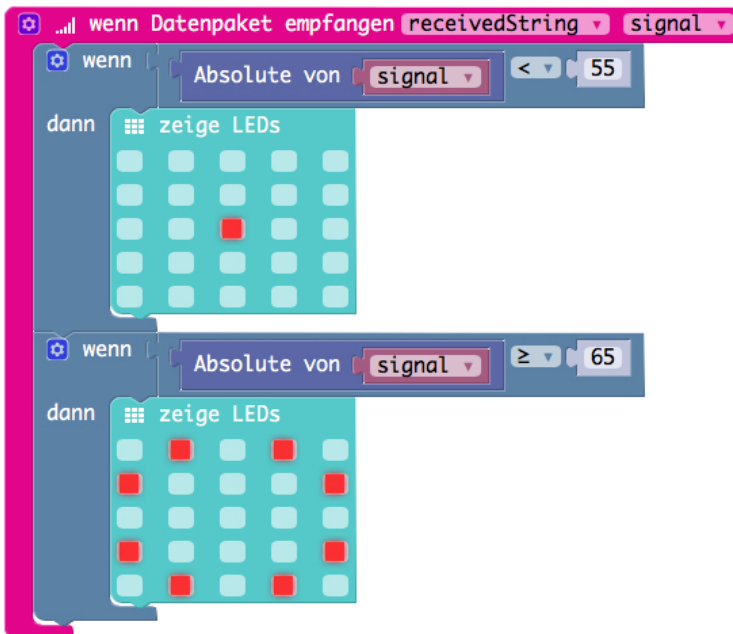 wenn Datenpaket empfangen receivedString signal
wenn Absolute von signal < 55
dann zeige LEDs
wenn Absolute von signal ≥ 65
dann zeige LEDs